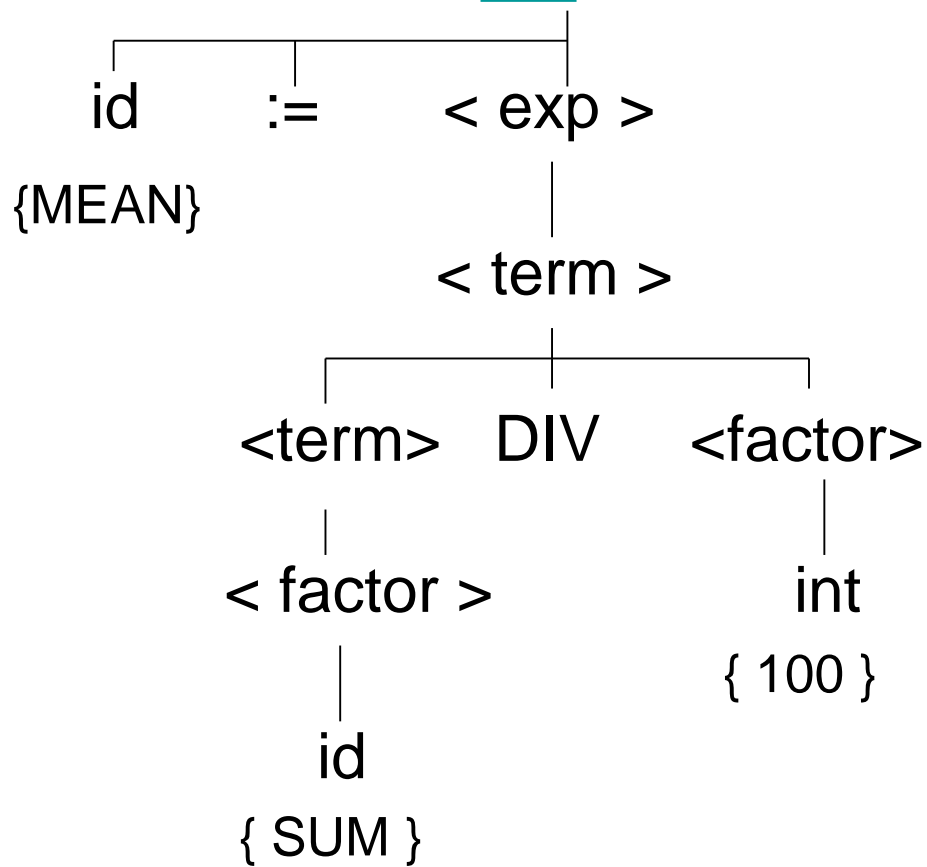 id := < exp >
{MEAN}
< term >
<term> DIV <factor>
< factor > int
{ 100 }
id
{ SUM }